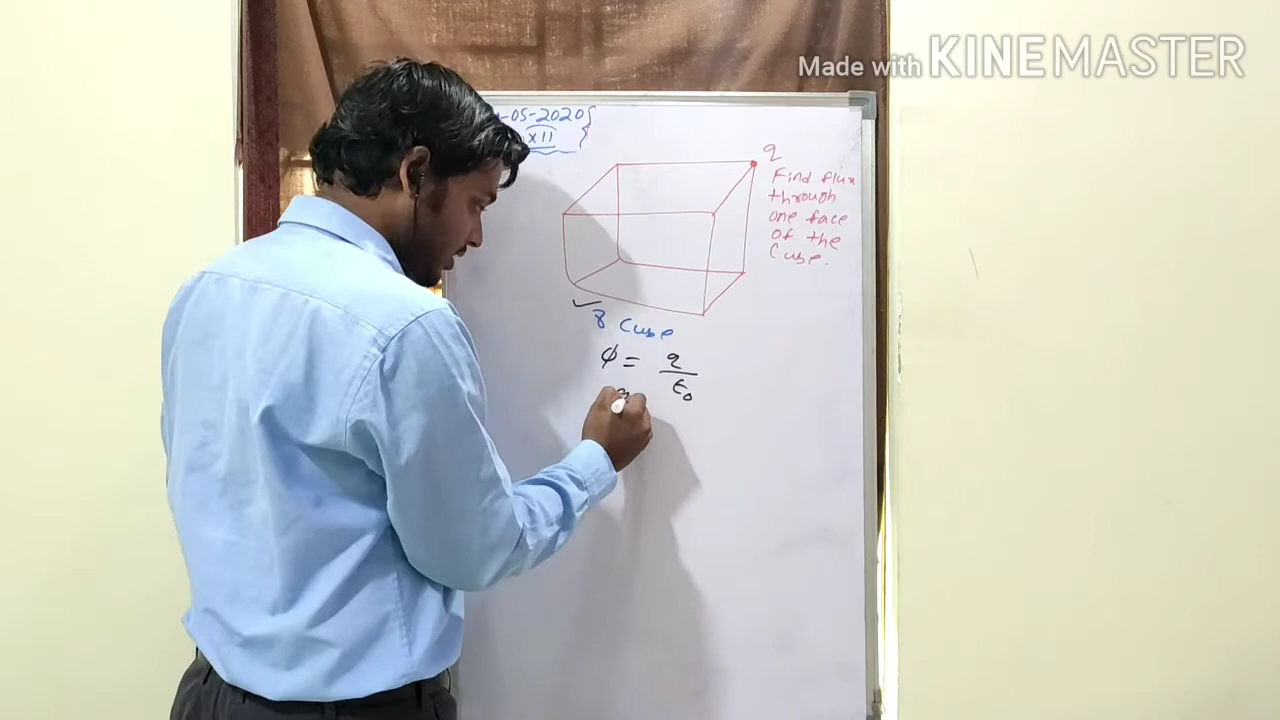 Made with KINEMASTER
-05-2020
XII
q
Find flux
through
one face
of the
Cube.
8 Cube
ϕ = q
ε₀